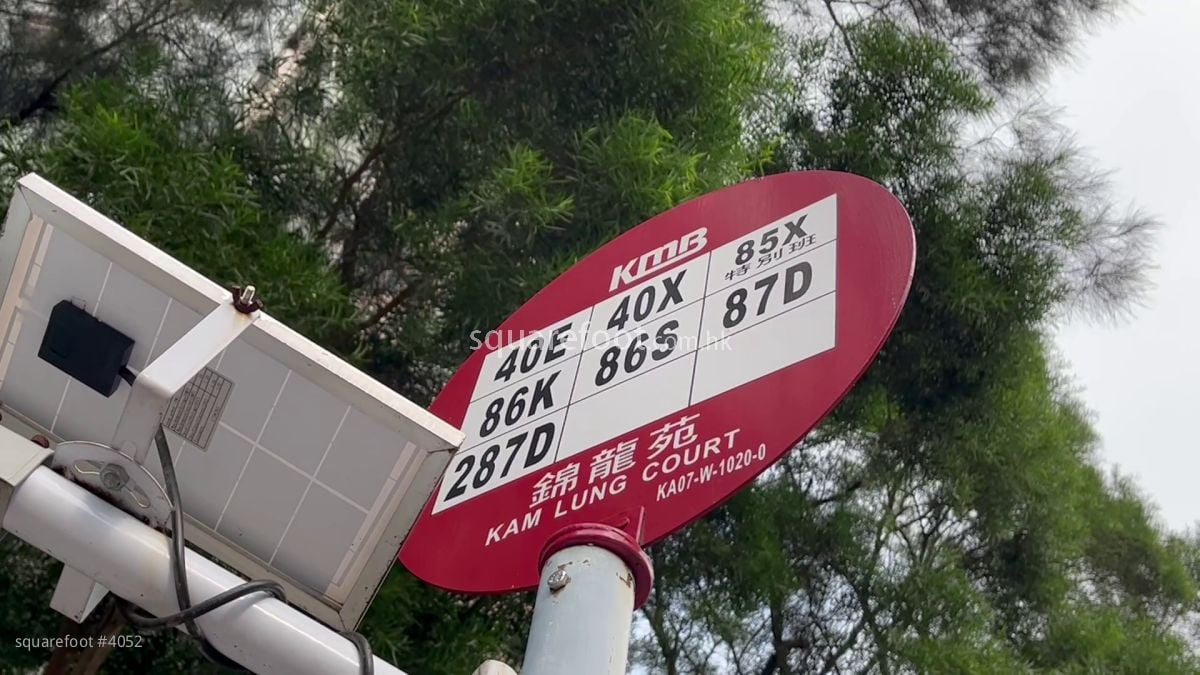 KMB
40E 40X 85X
特別班
86K 86S 87D
287D
錦龍苑
KAM LUNG COURT
KA07-W-1020-0
squarefoot.com.hk
squarefoot #4052